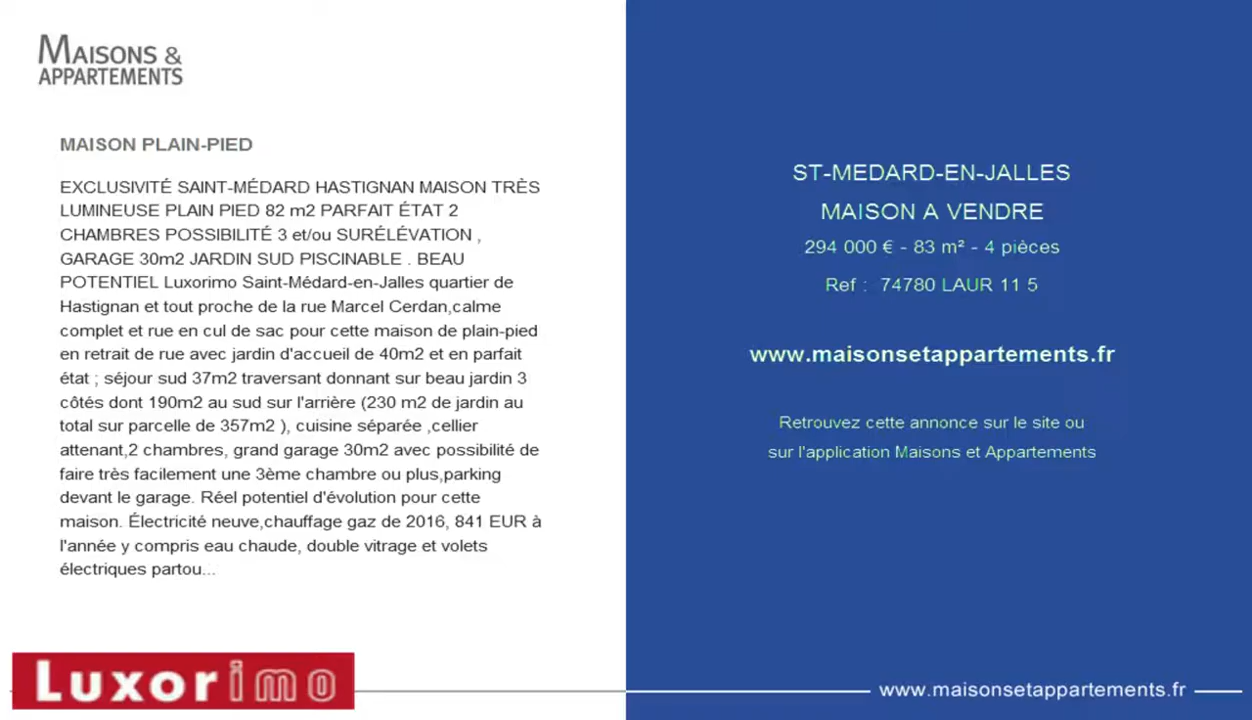 MAISONS &
APPARTEMENTS
MAISON PLAIN-PIED
EXCLUSIVITÉ SAINT-MÉDARD HASTIGNAN MAISON TRÈS
LUMINEUSE PLAIN PIED 82 m2 PARFAIT ÉTAT 2
CHAMBRES POSSIBILITÉ 3 et/ou SURÉLÉVATION ,
GARAGE 30m2 JARDIN SUD PISCINABLE . BEAU
POTENTIEL Luxorimo Saint-Médard-en-Jalles quartier de
Hastignan et tout proche de la rue Marcel Cerdan,calme
complet et rue en cul de sac pour cette maison de plain-pied
en retrait de rue avec jardin d'accueil de 40m2 et en parfait
état ; séjour sud 37m2 traversant donnant sur beau jardin 3
côtés dont 190m2 au sud sur l'arrière (230 m2 de jardin au
total sur parcelle de 357m2 ), cuisine séparée ,cellier
attenant,2 chambres, grand garage 30m2 avec possibilité de
faire très facilement une 3ème chambre ou plus,parking
devant le garage. Réel potentiel d'évolution pour cette
maison. Électricité neuve,chauffage gaz de 2016, 841 EUR à
l'année y compris eau chaude, double vitrage et volets
électriques partou...
Luxorimo
ST-MEDARD-EN-JALLES
MAISON A VENDRE
294 000 € - 83 m² - 4 pièces
Ref : 74780 LAUR 11 5
www.maisonsetappartements.fr
Retrouvez cette annonce sur le site ou
sur l'application Maisons et Appartements
www.maisonsetappartements.fr